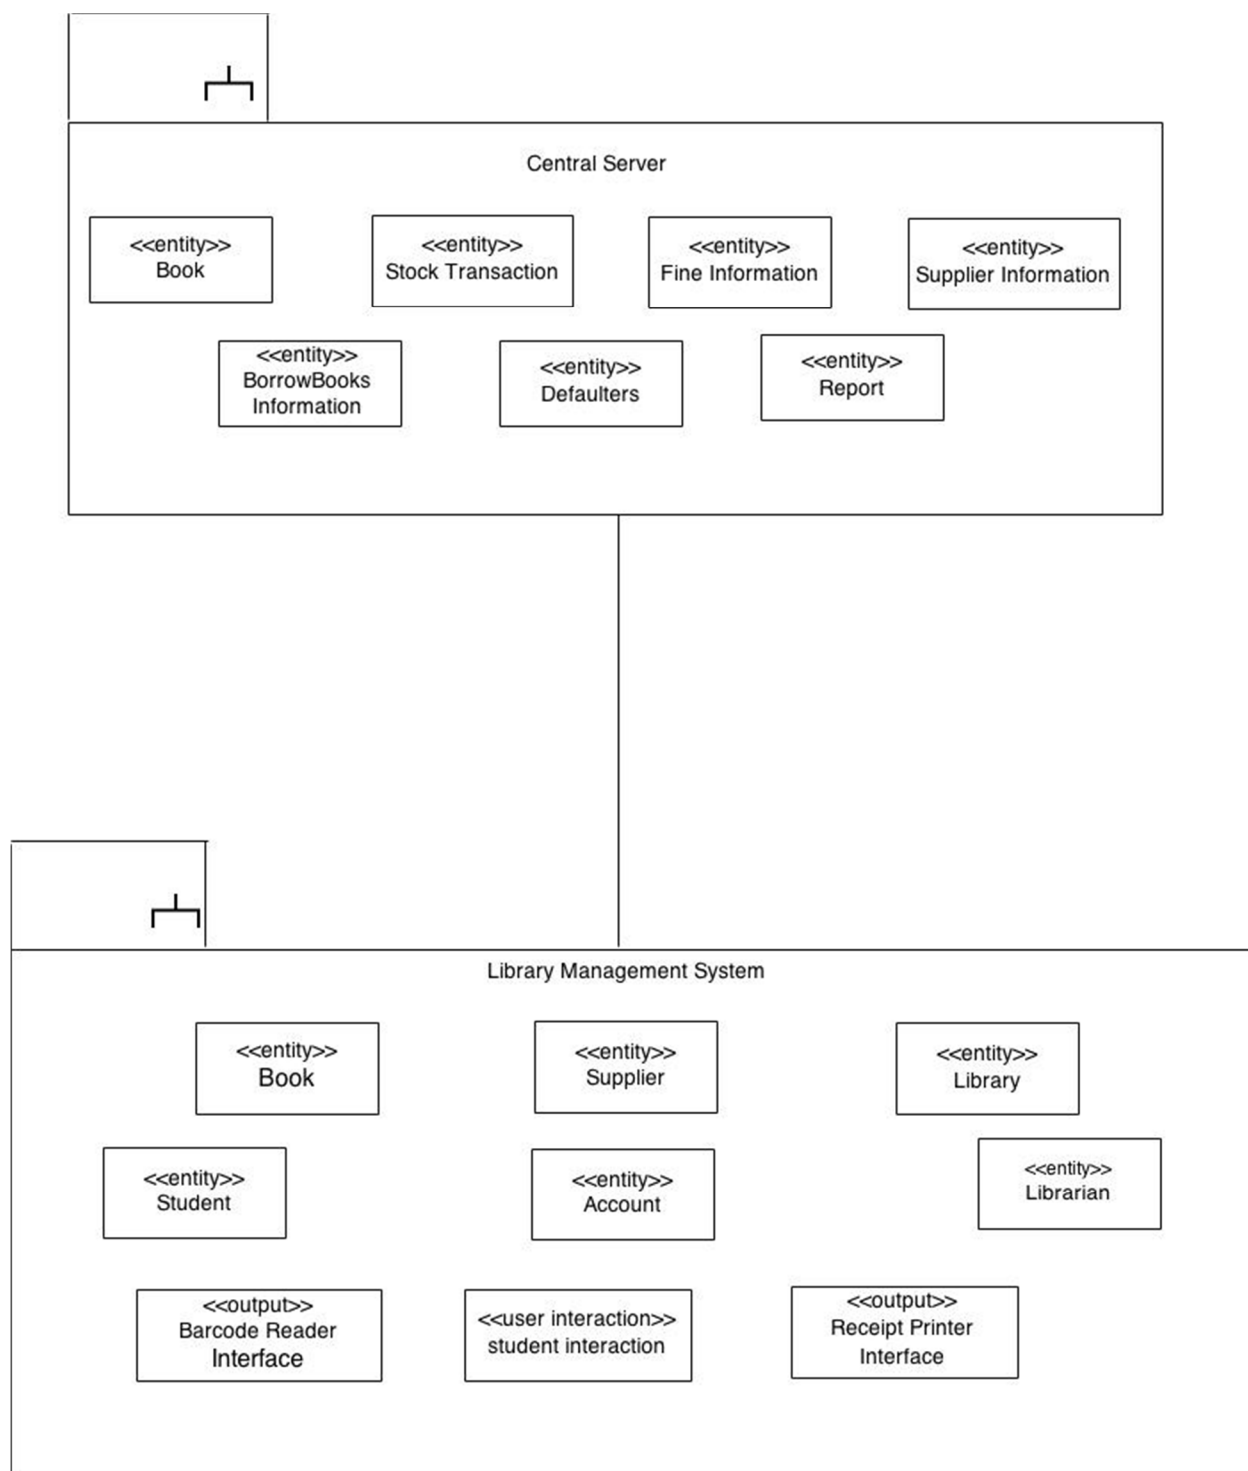 Central Server
<<entity>>
Book
<<entity>>
Stock Transaction
<<entity>>
Fine Information
<<entity>>
Supplier Information
<<entity>>
BorrowBooks
Information
<<entity>>
Defaulters
<<entity>>
Report
Library Management System
<<entity>>
Book
<<entity>>
Supplier
<<entity>>
Library
<<entity>>
Student
<<entity>>
Account
<<entity>>
Librarian
<<output>>
Barcode Reader
Interface
<<user interaction>>
student interaction
<<output>>
Receipt Printer
Interface